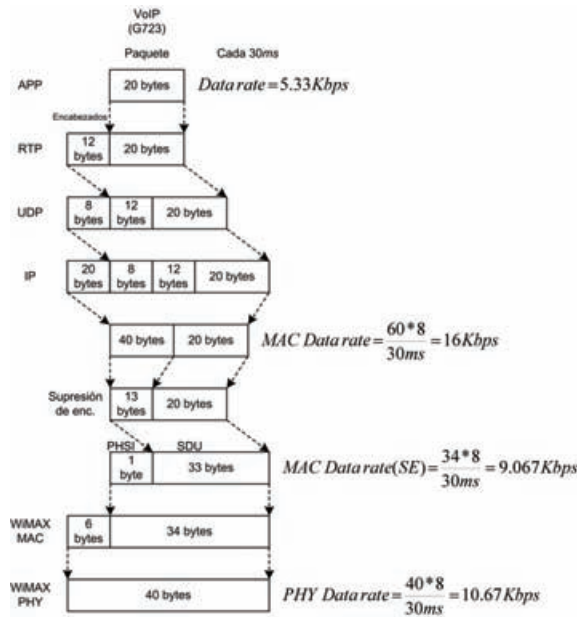 VoIP
(G723)
Paquete Cada 30ms
APP 20 bytes Data rate = 5.33Kbps
Encabezados
RTP 12 bytes 20 bytes
UDP 8 bytes 12 bytes 20 bytes
IP 20 bytes 8 bytes 12 bytes 20 bytes
40 bytes 20 bytes MAC Data rate = 60*8 / 30ms = 16Kbps
Supresión de enc. 13 bytes 20 bytes
PHSI SDU
1 byte 33 bytes MAC Data rate(SE) = 34*8 / 30ms = 9.067Kbps
WiMAX MAC 6 bytes 34 bytes
WiMAX PHY 40 bytes PHY Data rate = 40*8 / 30ms = 10.67Kbps